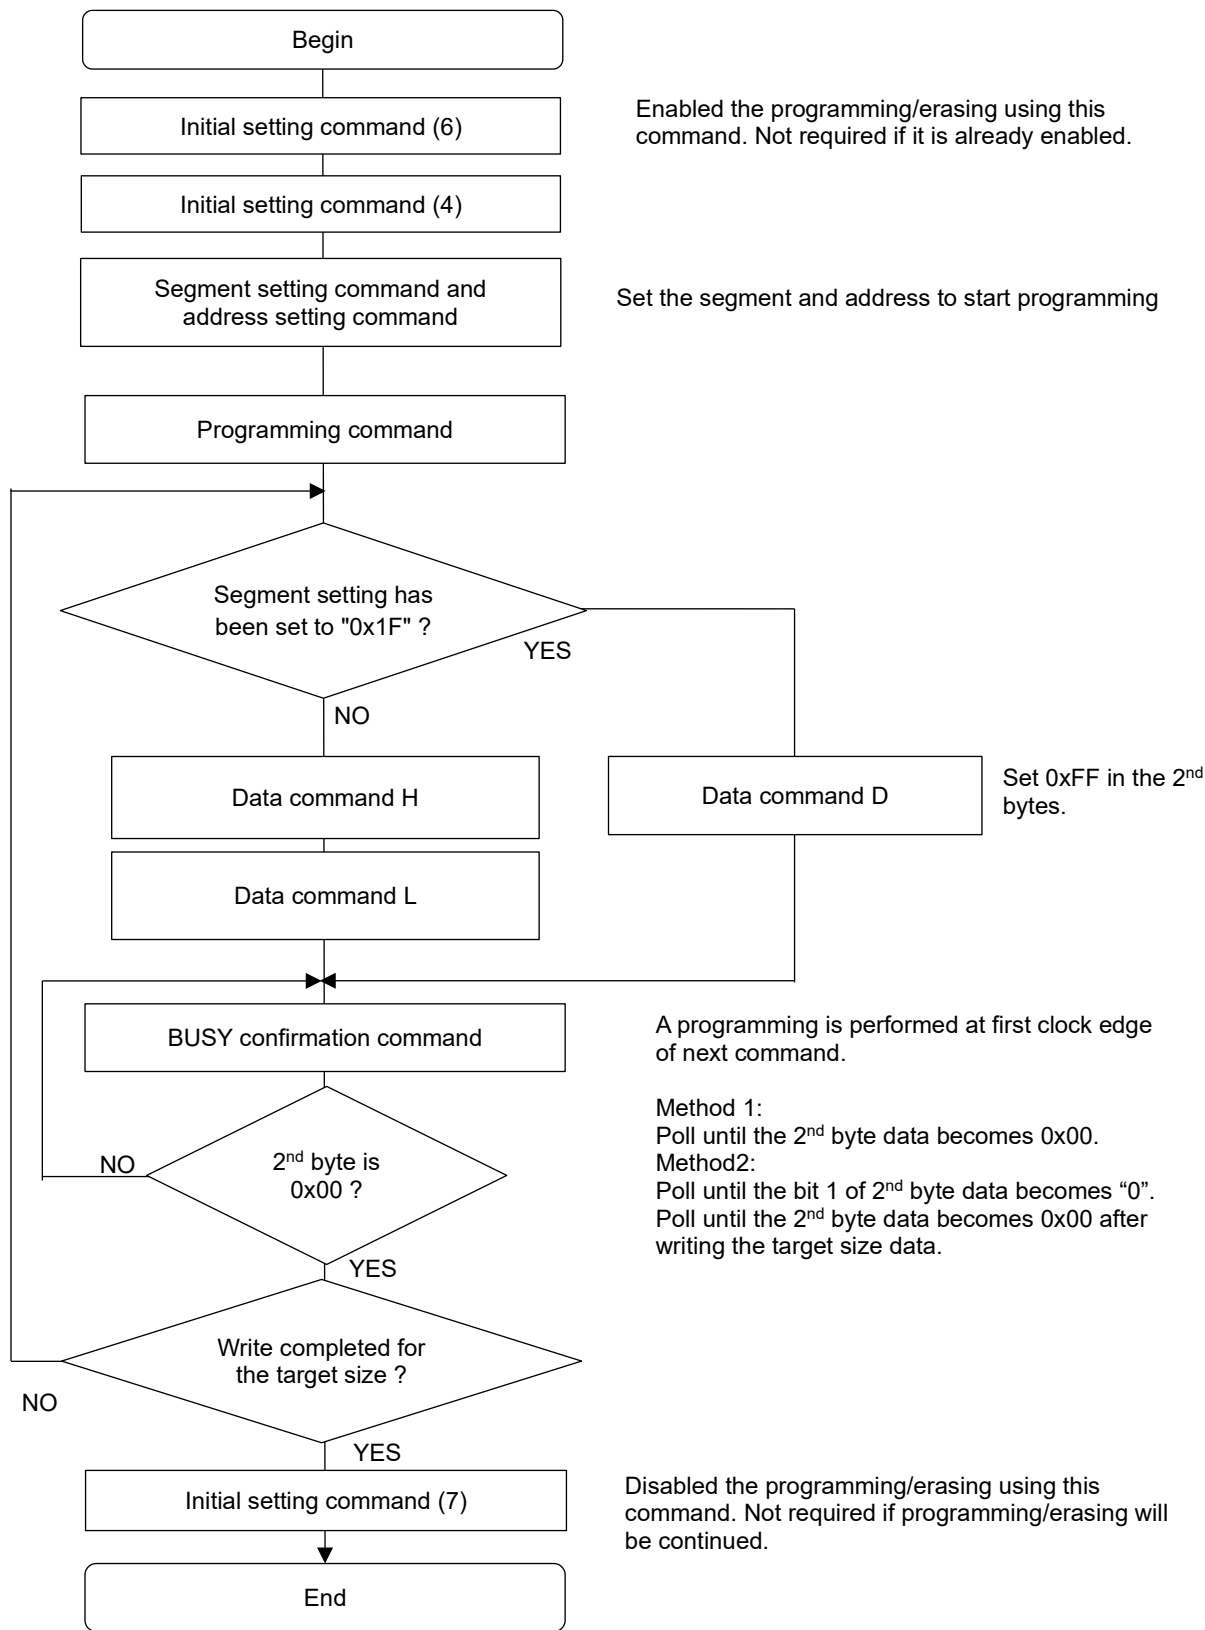 Begin
Initial setting command (6)
Enabled the programming/erasing using this
command. Not required if it is already enabled.
Initial setting command (4)
Segment setting command and
address setting command
Set the segment and address to start programming
Programming command
Segment setting has
been set to "0x1F" ?
YES
NO
Data command H
Data command D
Set 0xFF in the 2nd
bytes.
Data command L
BUSY confirmation command
A programming is performed at first clock edge
of next command.
Method 1:
Poll until the 2nd byte data becomes 0x00.
Method2:
Poll until the bit 1 of 2nd byte data becomes “0”.
Poll until the 2nd byte data becomes 0x00 after
writing the target size data.
NO
2nd byte is
0x00 ?
YES
Write completed for
the target size ?
NO
YES
Initial setting command (7)
Disabled the programming/erasing using this
command. Not required if programming/erasing will
be continued.
End